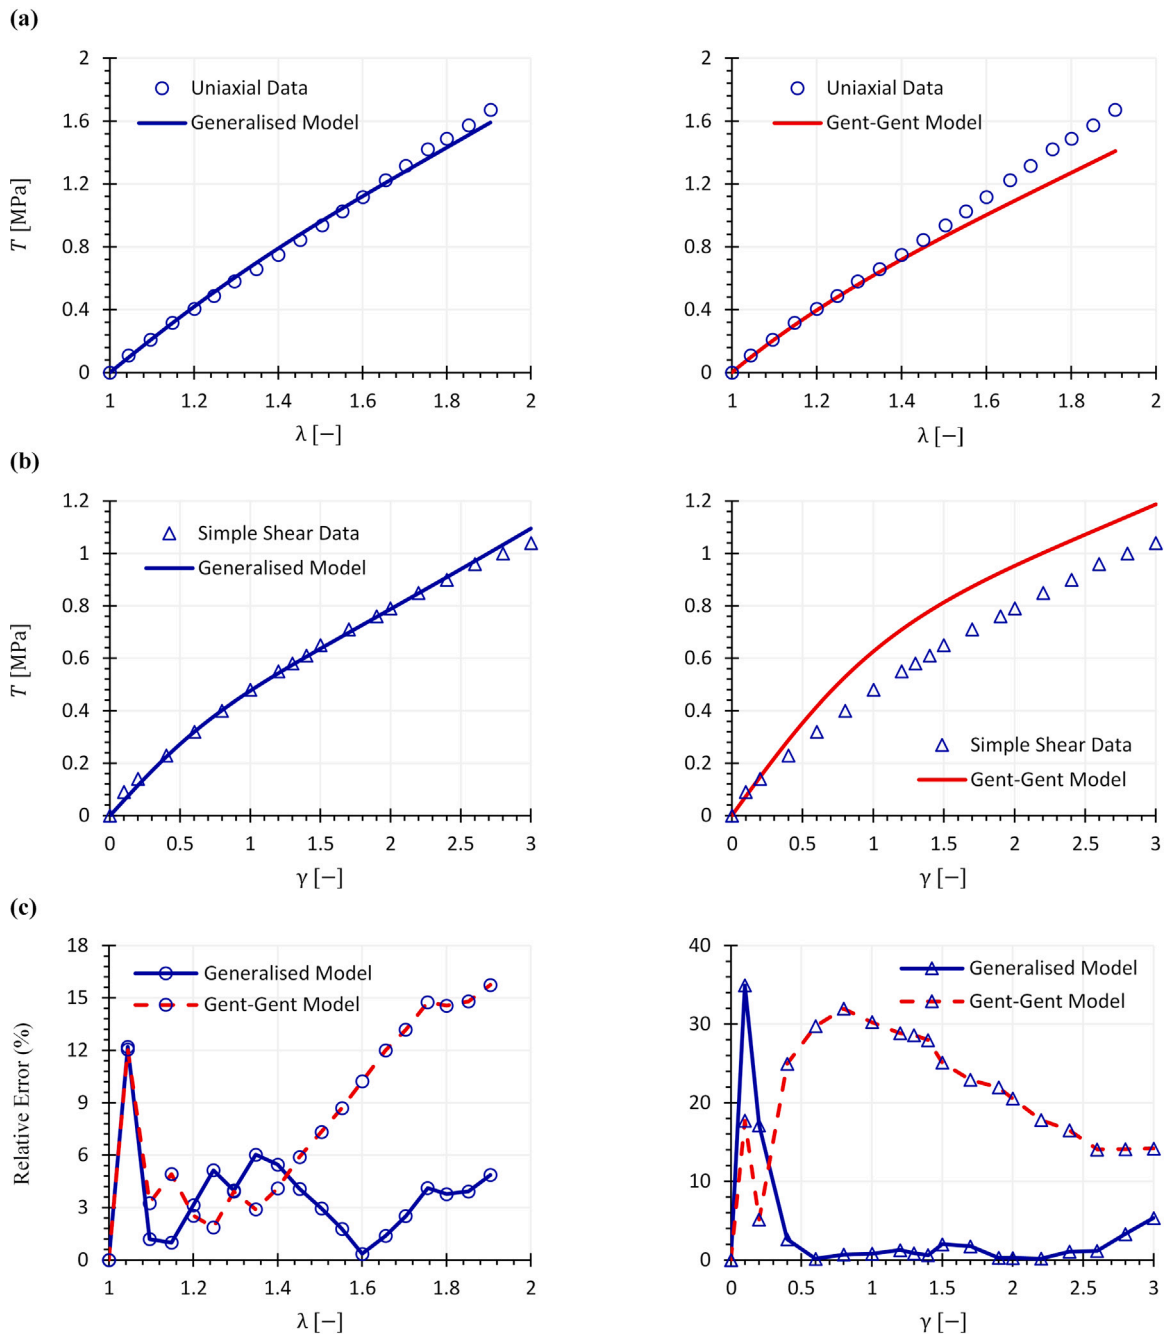 (a)
2
1.6
1.2
0.8
0.4
0
T [MPa]
Uniaxial Data
Generalised Model
1 1.2 1.4 1.6 1.8 2
λ [−]
2
1.6
1.2
0.8
0.4
0
Uniaxial Data
Gent-Gent Model
1 1.2 1.4 1.6 1.8 2
λ [−]
(b)
1.2
1
0.8
0.6
0.4
0.2
0
T [MPa]
Simple Shear Data
Generalised Model
0 0.5 1 1.5 2 2.5 3
γ [−]
1.2
1
0.8
0.6
0.4
0.2
0
Simple Shear Data
Gent-Gent Model
0 0.5 1 1.5 2 2.5 3
γ [−]
(c)
18
15
12
9
6
3
0
Relative Error (%)
Generalised Model
Gent-Gent Model
1 1.2 1.4 1.6 1.8 2
λ [−]
40
30
20
10
0
Generalised Model
Gent-Gent Model
0 0.5 1 1.5 2 2.5 3
γ [−]